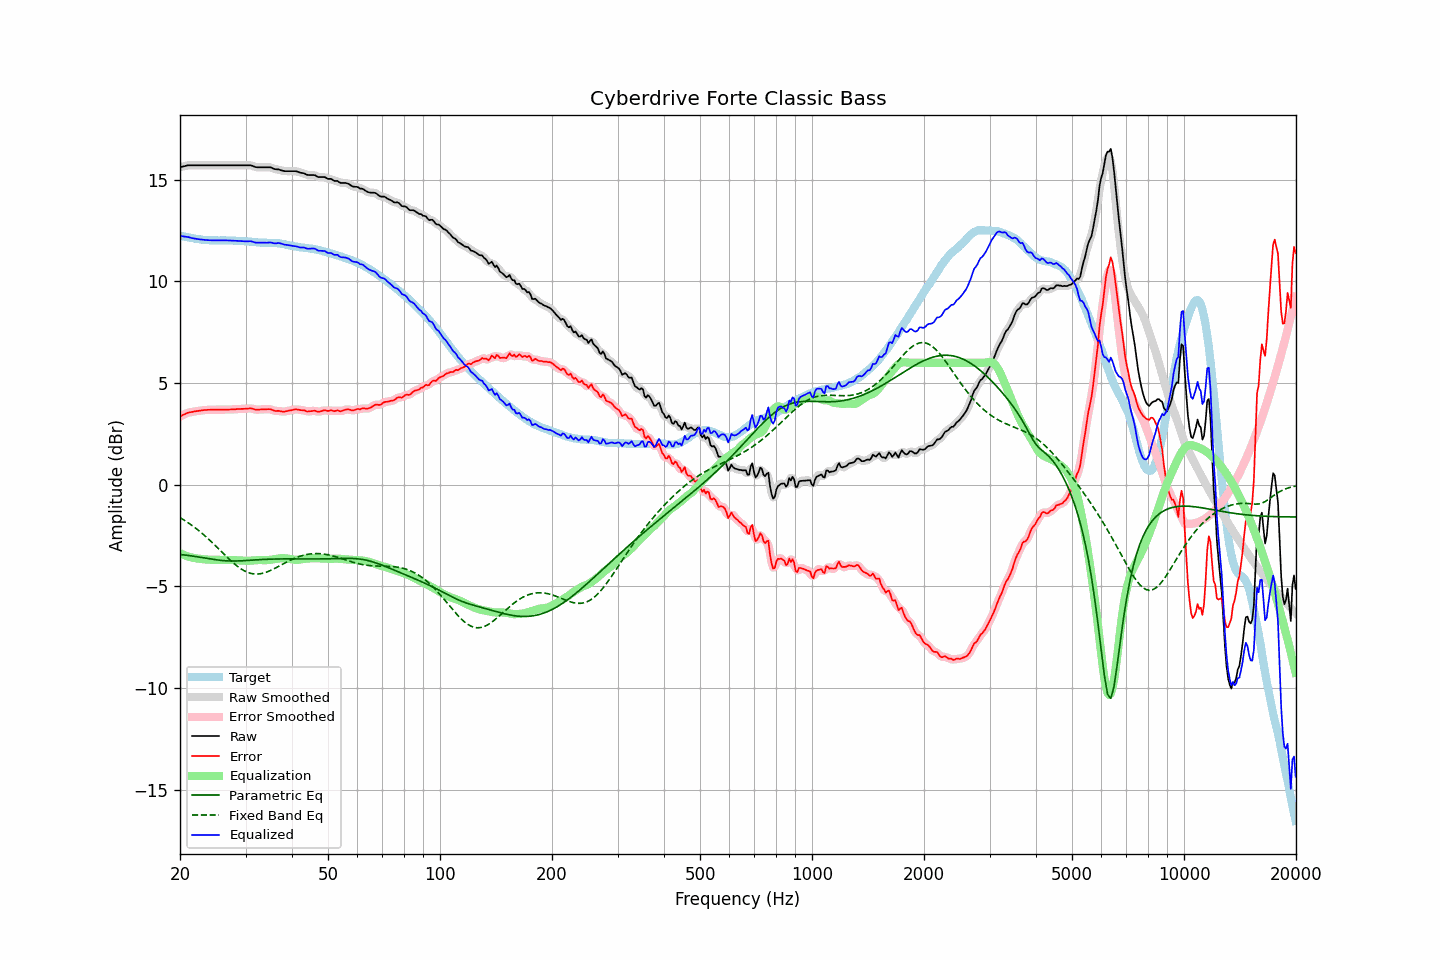 Cyberdrive Forte Classic Bass
Amplitude (dBr)
15
10
5
0
−5
−10
−15
Target
Raw Smoothed
Error Smoothed
Raw
Error
Equalization
Parametric Eq
Fixed Band Eq
Equalized
20 50 100 200 500 1000 2000 5000 10000 20000
Frequency (Hz)